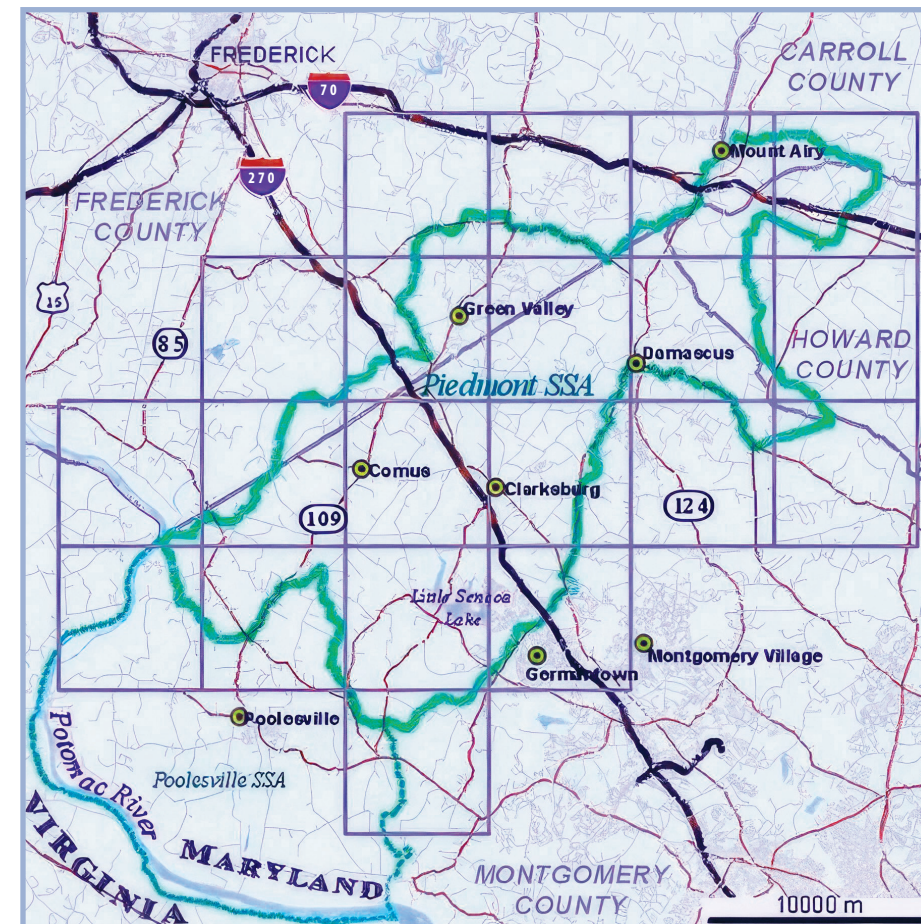 FREDERICK
CARROLL
COUNTY
70
Mount Airy
270
FREDERICK
COUNTY
15
85
Green Valley
Damascus
HOWARD
COUNTY
Piedmont SSA
Comus
Clarksburg
109
124
Little Seneca
Lake
Montgomery Village
Germantown
Poolesville
Potomac River
Poolesville SSA
VIRGINIA
MARYLAND
MONTGOMERY
COUNTY
10000 m